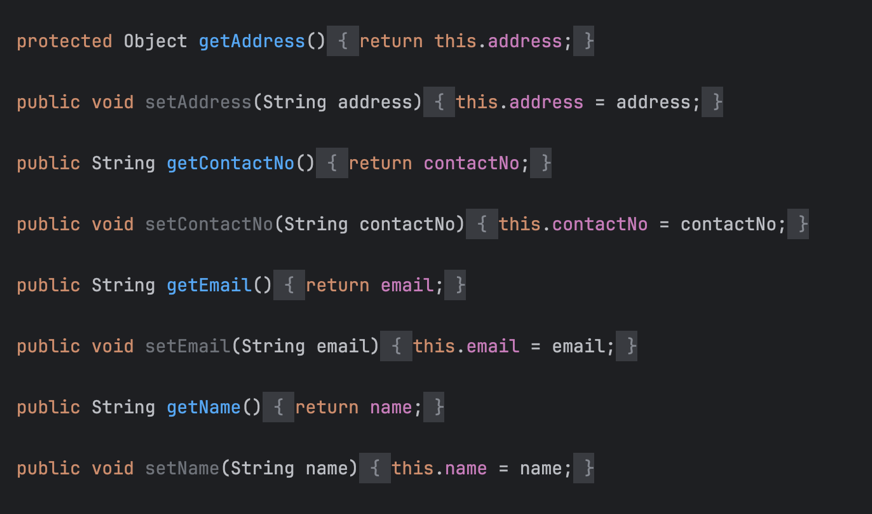 protected Object getAddress() { return this.address; }
public void setAddress(String address) { this.address = address; }
public String getContactNo() { return contactNo; }
public void setContactNo(String contactNo) { this.contactNo = contactNo; }
public String getEmail() { return email; }
public void setEmail(String email) { this.email = email; }
public String getName() { return name; }
public void setName(String name) { this.name = name; }